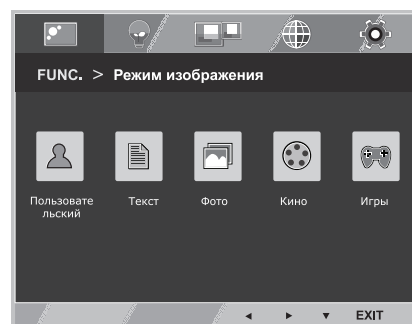 FUNC. > Режим изображения
Пользовате
льский
Текст
Фото
Кино
Игры
EXIT